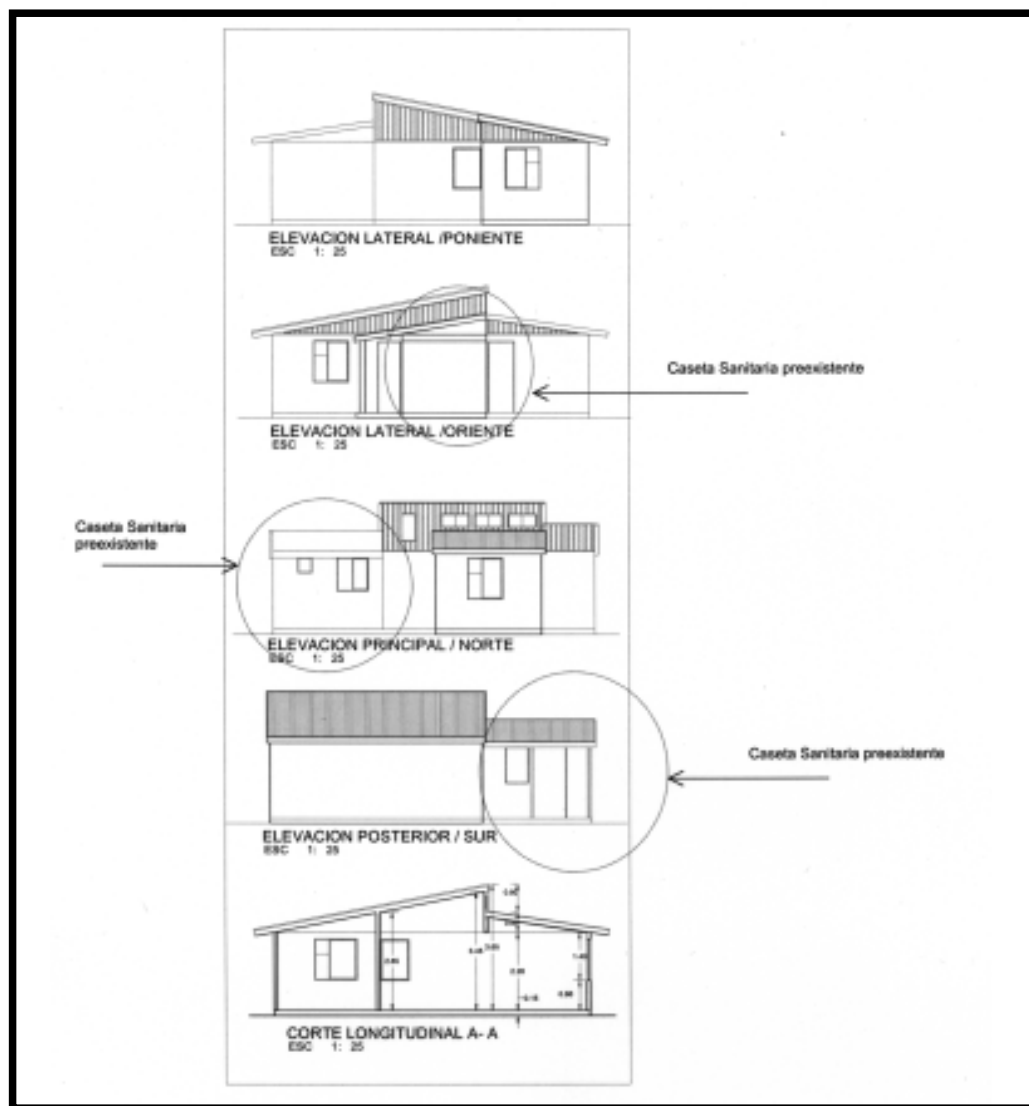 ELEVACION LATERAL /PONIENTE
ESC 1: 25
Caseta Sanitaria preexistente
ELEVACION LATERAL /ORIENTE
ESC 1: 25
Caseta Sanitaria
preexistente
ELEVACION PRINCIPAL / NORTE
ESC 1: 25
Caseta Sanitaria preexistente
ELEVACION POSTERIOR / SUR
ESC 1: 25
CORTE LONGITUDINAL A- A
ESC 1: 25